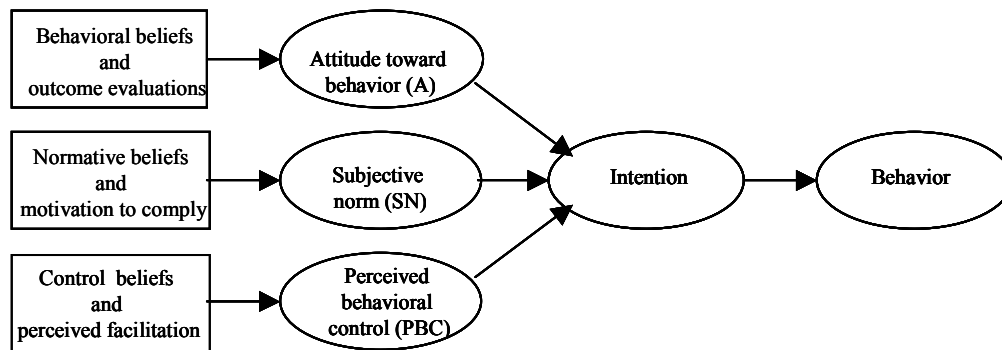 Behavioral beliefs
and
outcome evaluations
Attitude toward
behavior (A)
Normative beliefs
and
motivation to comply
Subjective
norm (SN)
Intention
Behavior
Control beliefs
and
perceived facilitation
Perceived
behavioral
control (PBC)